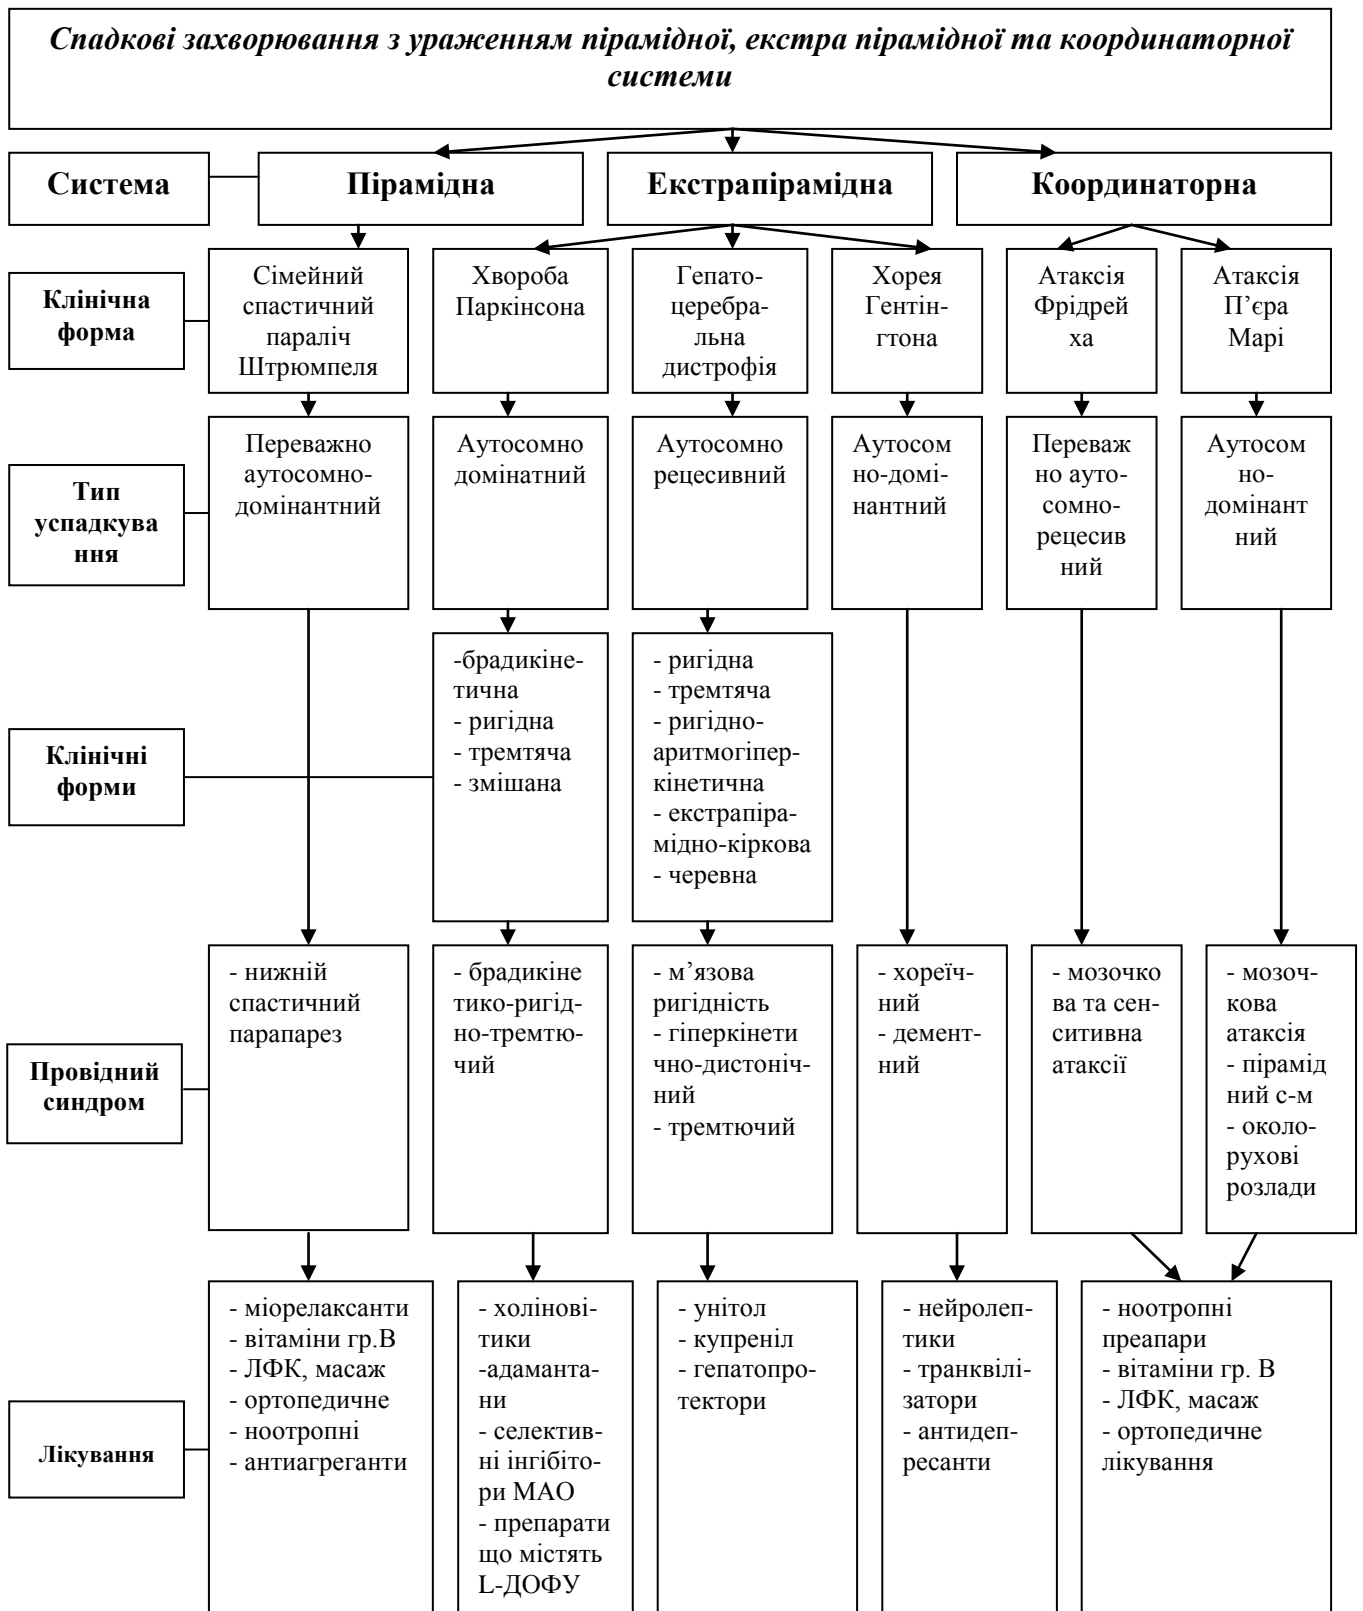 Спадкові захворювання з ураженням пірамідної, екстра пірамідної та координаторної
системи
Система
Пірамідна
Екстрапірамідна
Координаторна
Клінічна
форма
Сімейний
спастичний
параліч
Штрюмпеля
Хвороба
Паркінсона
Гепато-
церебра-
льна
дистрофія
Хорея
Гентін-
гтона
Атаксія
Фрідрей
ха
Атаксія
П’єра
Марі
Тип
успадкува
ння
Переважно
аутосомно-
домінантний
Аутосомно
домінатний
Аутосомно
рецесивний
Аутосом
но-домі-
нантний
Переваж
но ауто-
сомно-
рецесив
ний
Аутосом
но-
домінант
ний
Клінічні
форми
-брадикіне-
тична
- ригідна
- тремтяча
- змішана
- ригідна
- тремтяча
- ригідно-
аритмогіпер-
кінетична
- екстрапіра-
мідно-кіркова
- черевна
Провідний
синдром
- нижній
спастичний
парапарез
- брадикіне
тико-ригід-
но-тремтю-
чий
- м’язова
ригідність
- гіперкінети
чно-дистоніч-
ний
- тремтючий
- хореїч-
ний
- демент-
ний
- мозочко
ва та сен-
ситивна
атаксії
- мозоч-
кова
атаксія
- пірамід
ний с-м
- около-
рухові
розлади
Лікування
- міорелаксанти
- вітаміни гр.В
- ЛФК, масаж
- ортопедичне
- ноотропні
- антиагреганти
- холінові-
тики
-адаманта-
ни
- селектив-
ні інгібіто-
ри МАО
- препарати
що містять
L-ДОФУ
- унітол
- купреніл
- гепатопро-
тектори
- нейролеп-
тики
- транквілі-
затори
- антидеп-
ресанти
- ноотропні
преапари
- вітаміни гр. В
- ЛФК, масаж
- ортопедичне
лікування